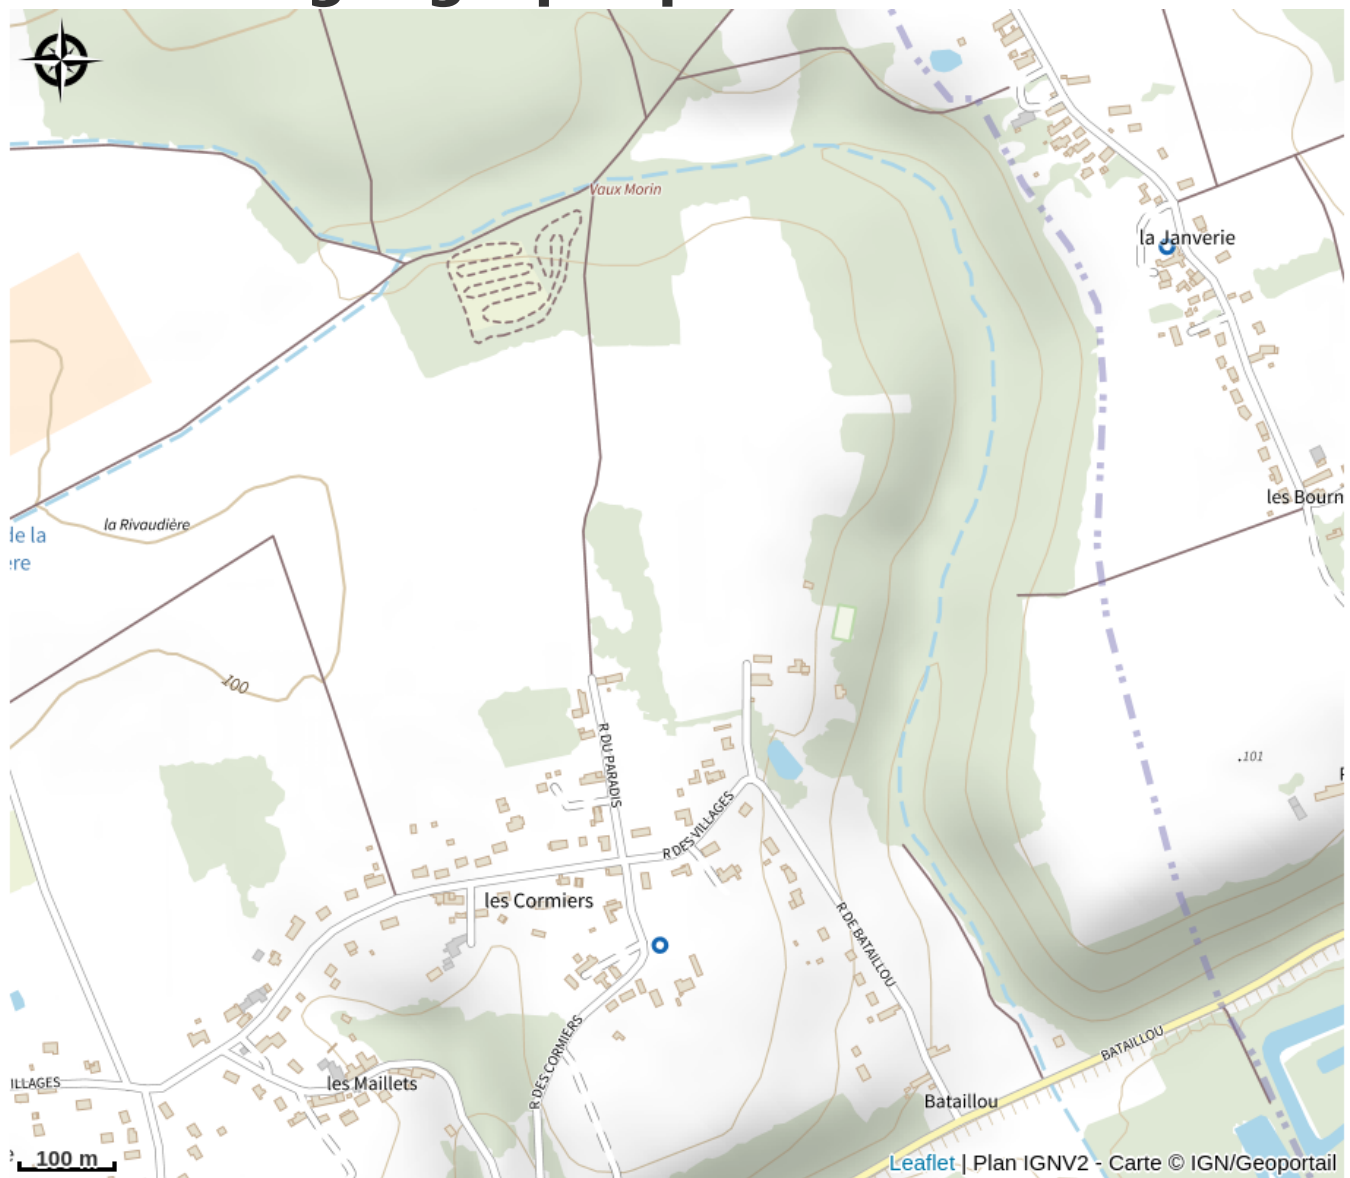 Vaux Morin
la Janverie
les Bourn
la Rivaudière
de la
ère
100
R DU PARADIS
.101
R DES VILLAGES
les Cormiers
R DE BATAILLOU
R DES CORMIERS
BATAILLOU
ILLAGES
les Maillets
Bataillou
100 m
Leaflet | Plan IGNV2 - Carte © IGN/Geoportail